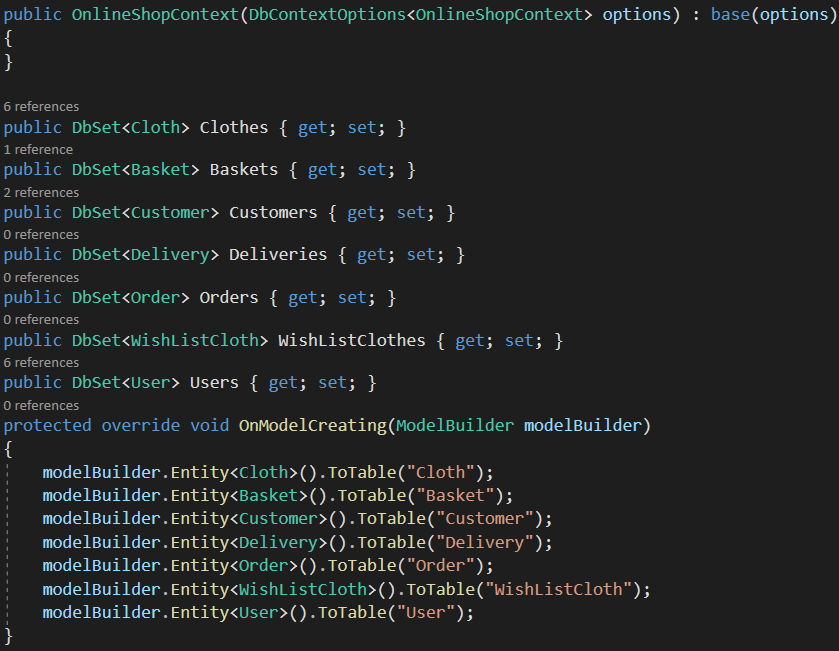 public OnlineShopContext(DbContextOptions<OnlineShopContext> options) : base(options)
{
}
6 references
public DbSet<Cloth> Clothes { get; set; }
1 reference
public DbSet<Basket> Baskets { get; set; }
2 references
public DbSet<Customer> Customers { get; set; }
0 references
public DbSet<Delivery> Deliveries { get; set; }
0 references
public DbSet<Order> Orders { get; set; }
0 references
public DbSet<WishListCloth> WishListClothes { get; set; }
6 references
public DbSet<User> Users { get; set; }
0 references
protected override void OnModelCreating(ModelBuilder modelBuilder)
{
    modelBuilder.Entity<Cloth>().ToTable("Cloth");
    modelBuilder.Entity<Basket>().ToTable("Basket");
    modelBuilder.Entity<Customer>().ToTable("Customer");
    modelBuilder.Entity<Delivery>().ToTable("Delivery");
    modelBuilder.Entity<Order>().ToTable("Order");
    modelBuilder.Entity<WishListCloth>().ToTable("WishListCloth");
    modelBuilder.Entity<User>().ToTable("User");
}